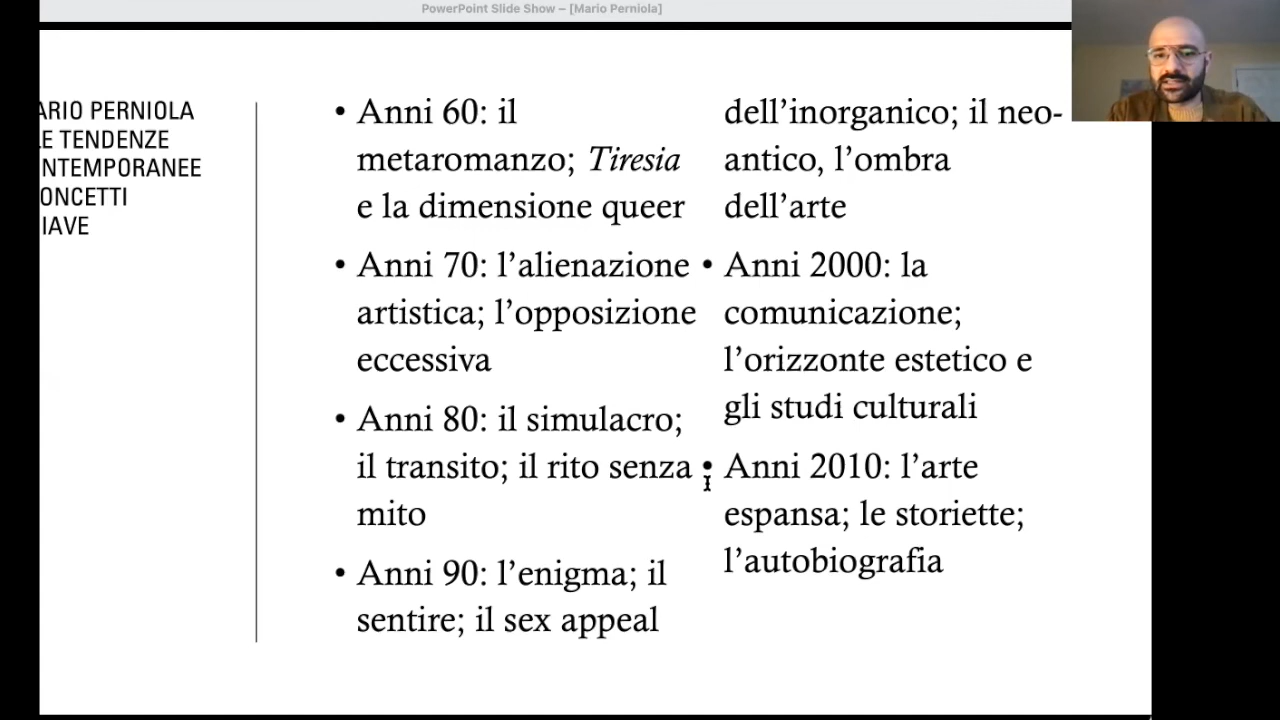 PowerPoint Slide Show – [Mario Perniola]
ARIO PERNIOLA
LE TENDENZE
NTEMPORANEE
ONCETTI
IAVE
• Anni 60: il
metaromanzo; Tiresia
e la dimensione queer
• Anni 70: l’alienazione
artistica; l’opposizione
eccessiva
• Anni 80: il simulacro;
il transito; il rito senza
mito
• Anni 90: l’enigma; il
sentire; il sex appeal
dell’inorganico; il neo-
antico, l’ombra
dell’arte
• Anni 2000: la
comunicazione;
l’orizzonte estetico e
gli studi culturali
• Anni 2010: l’arte
espansa; le storiette;
l’autobiografia